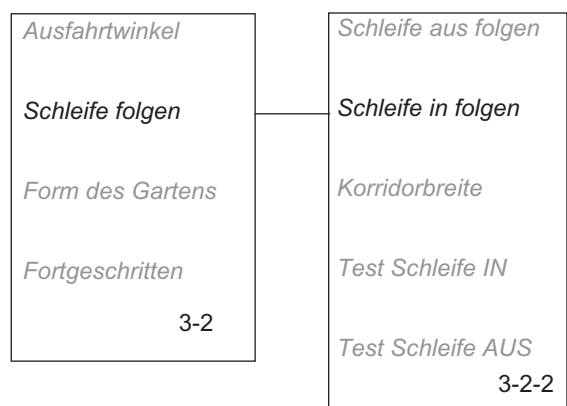 Ausfahrtwinkel
Schleife folgen
Form des Gartens
Fortgeschritten
3-2
Schleife aus folgen
Schleife in folgen
Korridorbreite
Test Schleife IN
Test Schleife AUS
3-2-2